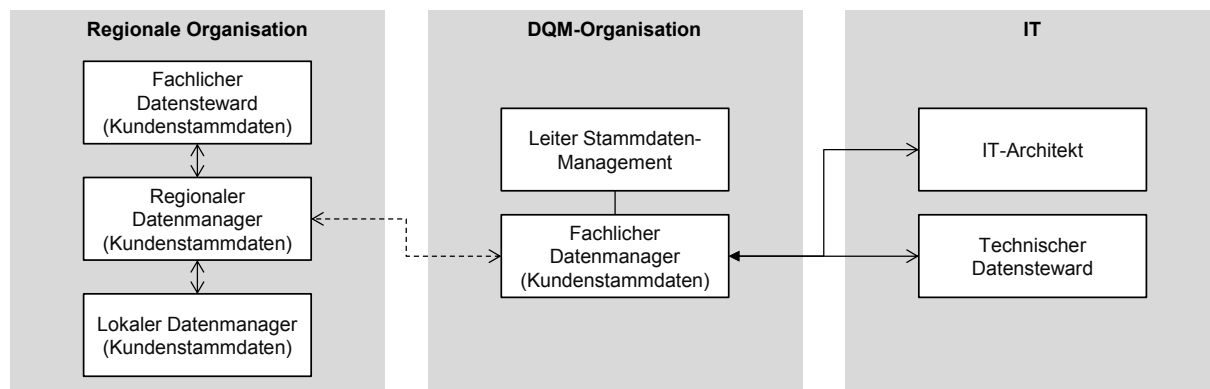 Regionale Organisation
Fachlicher
Datensteward
(Kundenstammdaten)
Regionaler
Datenmanager
(Kundenstammdaten)
Lokaler Datenmanager
(Kundenstammdaten)
DQM-Organisation
Leiter Stammdaten-
Management
Fachlicher
Datenmanager
(Kundenstammdaten)
IT
IT-Architekt
Technischer
Datensteward